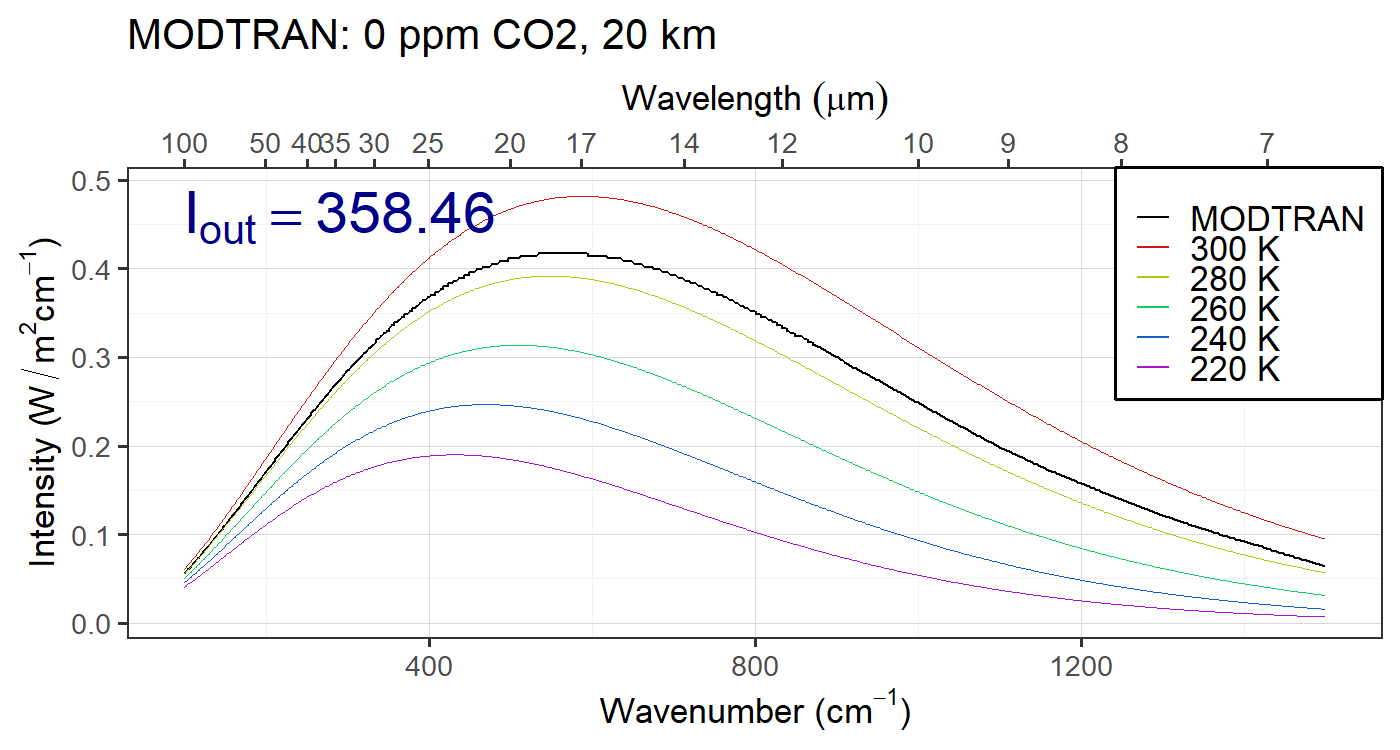 MODTRAN: 0 ppm CO2, 20 km
Wavelength (μm)
100 50 40 35 30 25 20 17 14 12 10 9 8 7
I_out = 358.46
Intensity (W / m²cm⁻¹)
0.5
0.4
0.3
0.2
0.1
0.0
MODTRAN
300 K
280 K
260 K
240 K
220 K
400 800 1200
Wavenumber (cm⁻¹)